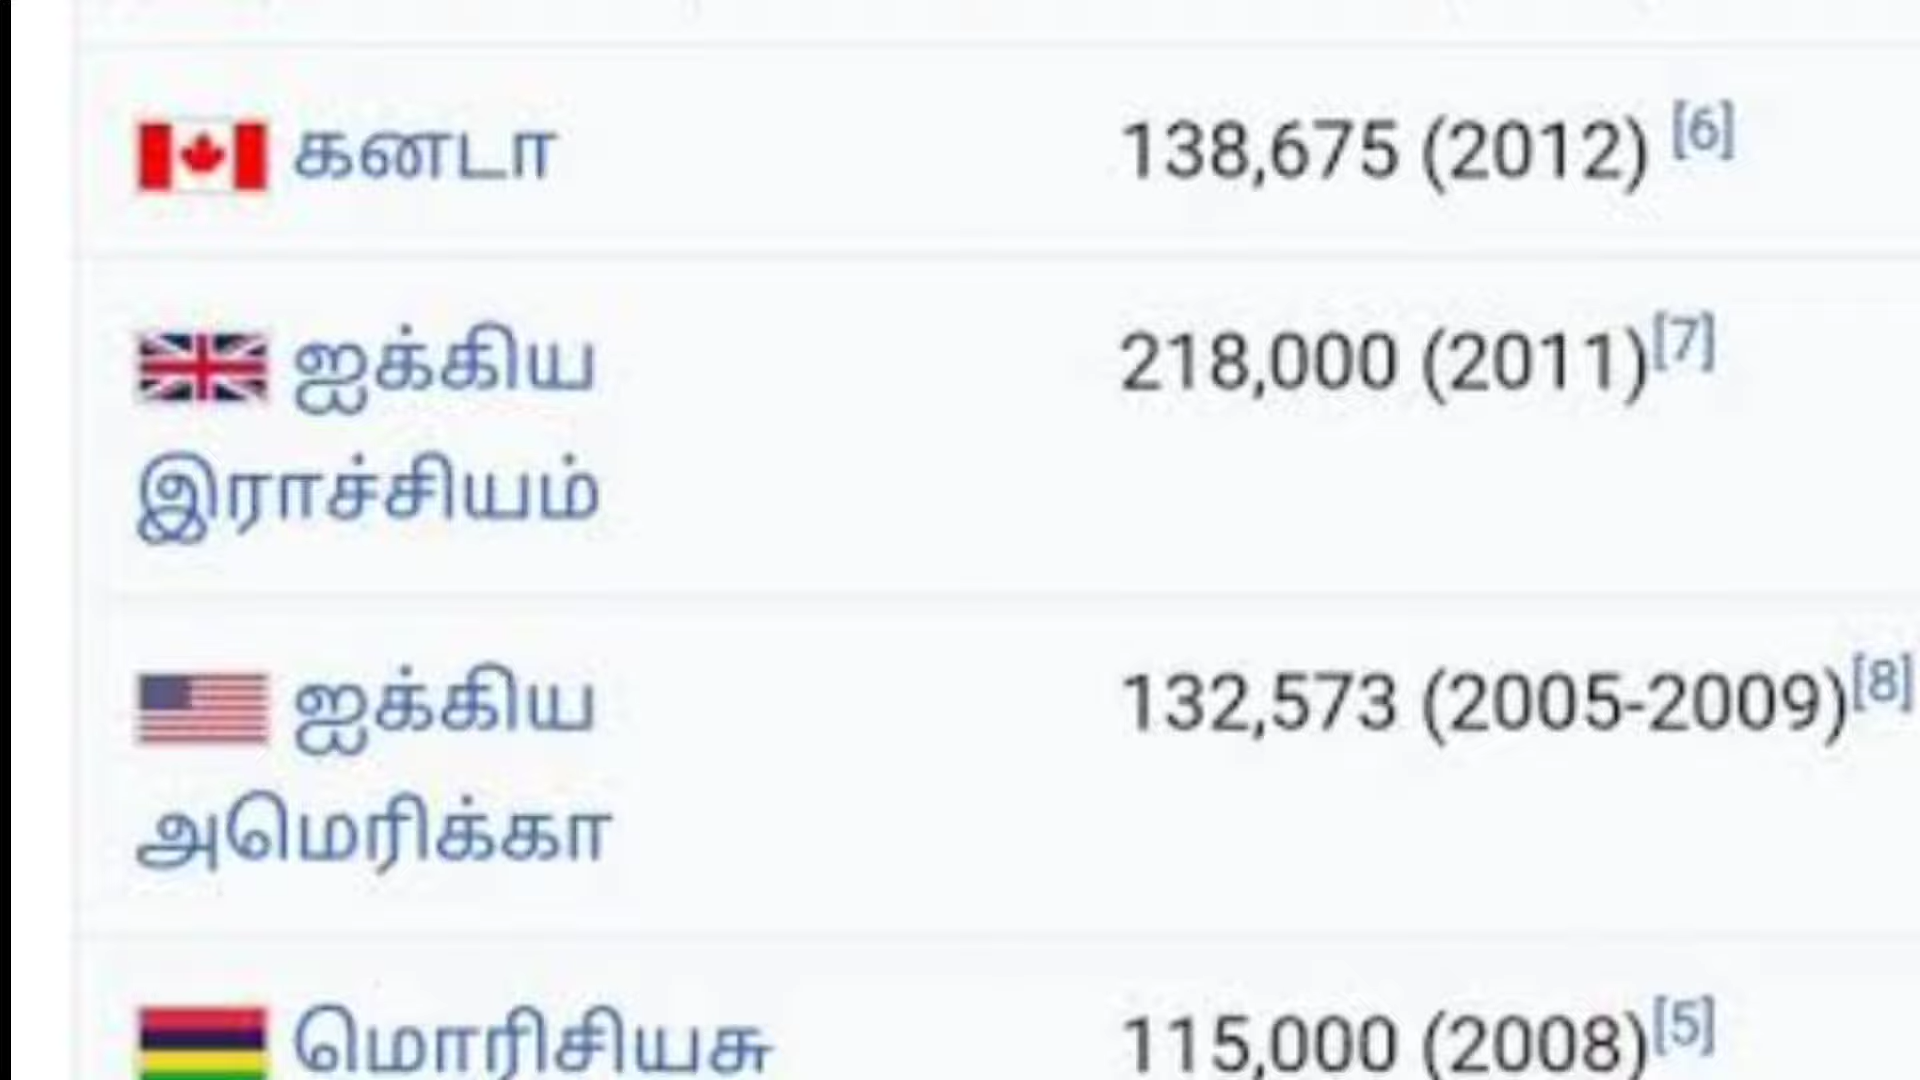 கனடா 138,675 (2012) [6]
ஐக்கிய 218,000 (2011)[7]
இராச்சியம்
ஐக்கிய 132,573 (2005-2009)[8]
அமெரிக்கா
மொரிசியசு 115,000 (2008)[5]